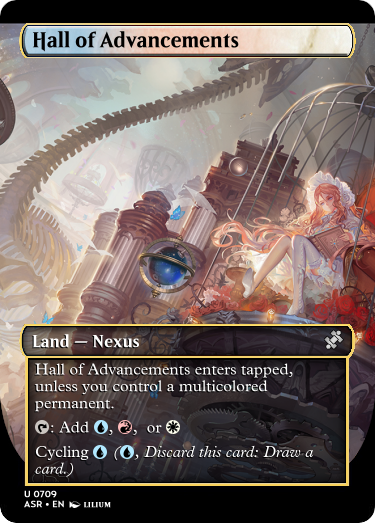 Hall of Advancements
Land — Nexus
Hall of Advancements enters tapped,
unless you control a multicolored
permanent.
: Add , , or
Cycling (, Discard this card: Draw a
card.)
U 0709
ASR • EN LILIUM